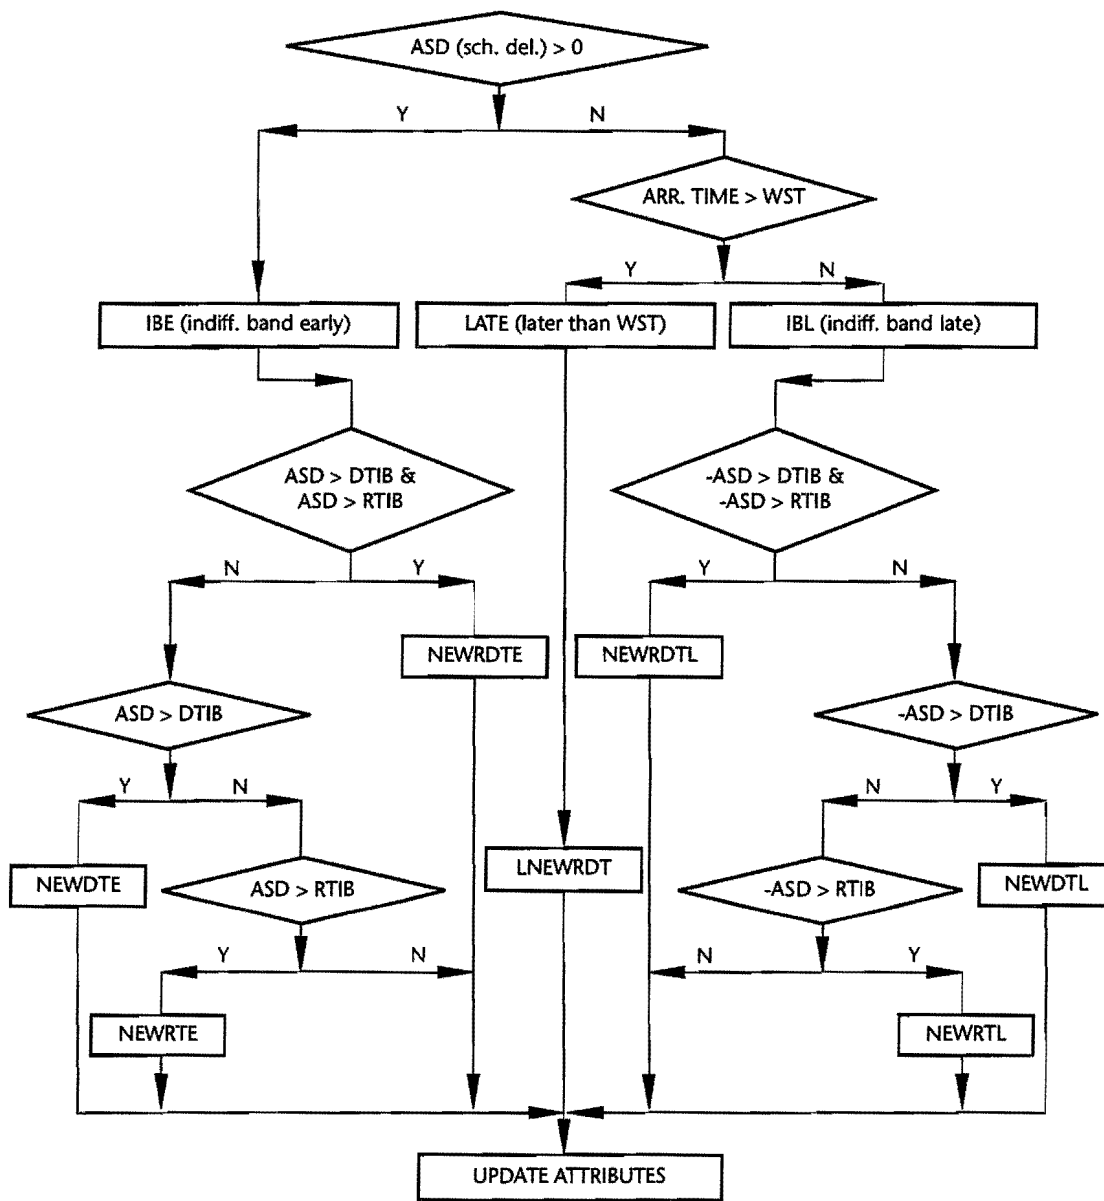 ASD (sch. del.) > 0
Y
N
ARR. TIME > WST
Y
N
IBE (indiff. band early)
LATE (later than WST)
IBL (indiff. band late)
ASD > DTIB &
ASD > RTIB
-ASD > DTIB &
-ASD > RTIB
N
Y
Y
N
NEWRDTE
NEWRDTL
ASD > DTIB
-ASD > DTIB
Y
N
N
Y
NEWDTE
ASD > RTIB
LNEWRDT
-ASD > RTIB
NEWDTL
Y
N
N
Y
NEWRTE
NEWRTL
UPDATE ATTRIBUTES